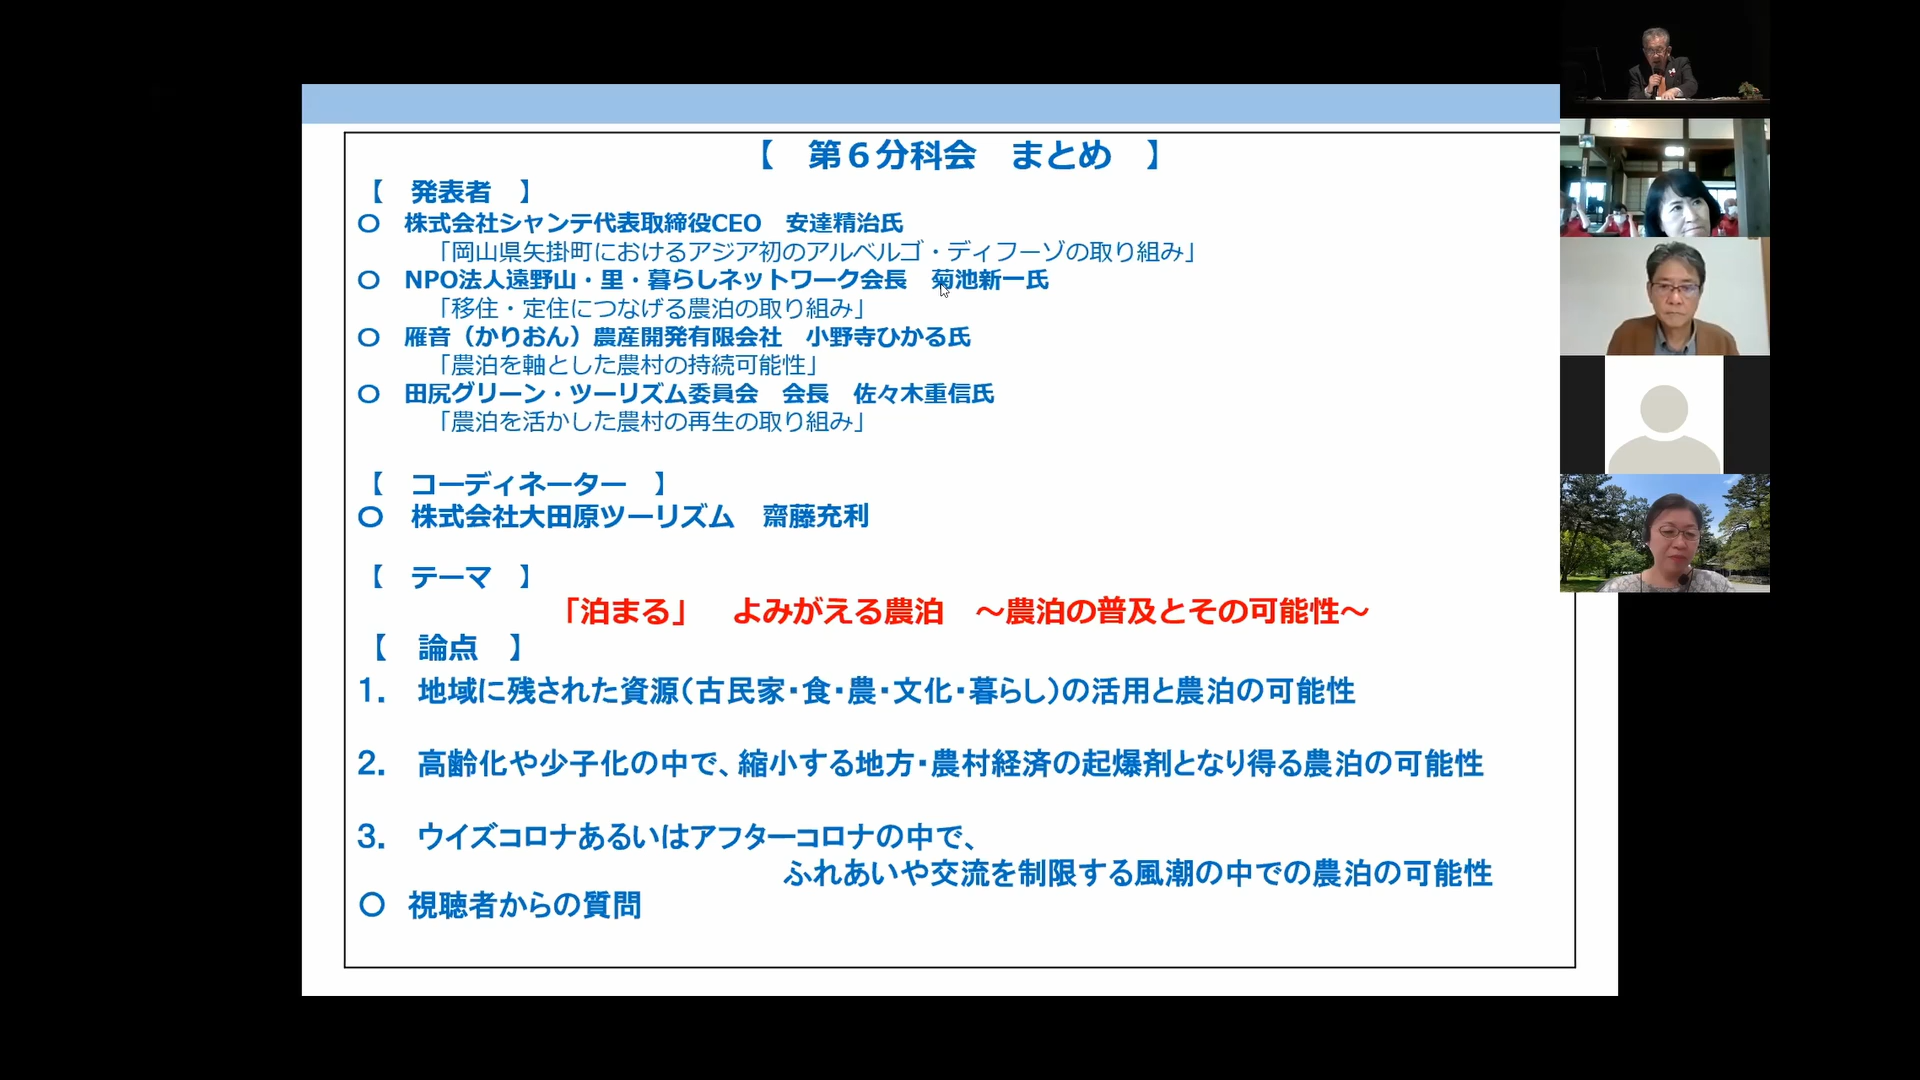 【　第６分科会　まとめ　】
【　発表者　】
〇　株式会社シャンテ代表取締役CEO　安達精治氏
「岡山県矢掛町におけるアジア初のアルベルゴ・ディフーゾの取り組み」
〇　NPO法人遠野山・里・暮らしネットワーク会長　菊池新一氏
「移住・定住につなげる農泊の取り組み」
〇　雁音（かりおん）農産開発有限会社　小野寺ひかる氏
「農泊を軸とした農村の持続可能性」
〇　田尻グリーン・ツーリズム委員会　会長　佐々木重信氏
「農泊を活かした農村の再生の取り組み」
【　コーディネーター　】
〇　株式会社大田原ツーリズム　齋藤充利
【　テーマ　】
「泊まる」　よみがえる農泊　～農泊の普及とその可能性～
【　論点　】
1.　地域に残された資源（古民家・食・農・文化・暮らし）の活用と農泊の可能性
2.　高齢化や少子化の中で、縮小する地方・農村経済の起爆剤となり得る農泊の可能性
3.　ウイズコロナあるいはアフターコロナの中で、
ふれあいや交流を制限する風潮の中での農泊の可能性
〇　視聴者からの質問